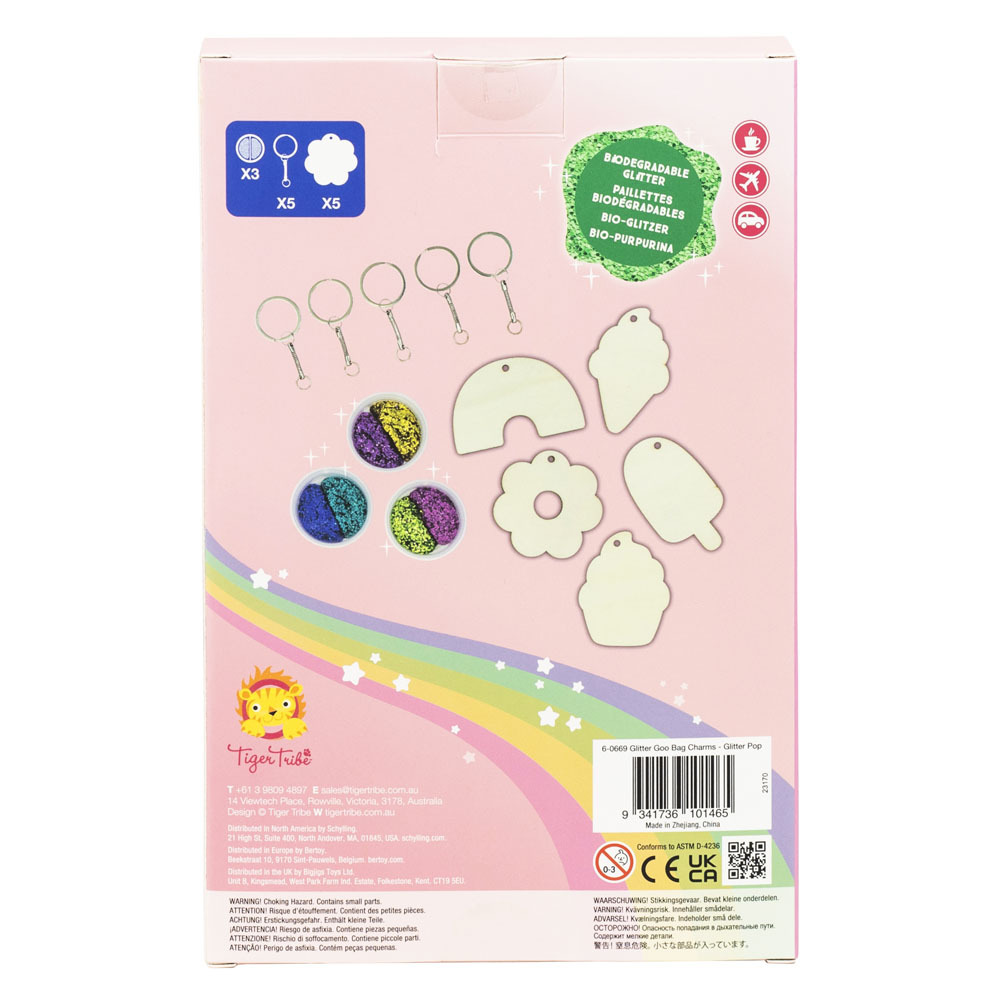 X3
X5
X5
BIODEGRADABLE
GLITTER
PAILLETTES
BIODÉGRADABLES
BIO-GLITZER
BIO-PURPURINA
Tiger Tribe
T +61 3 9809 4697 E sales@tigertribe.com.au
14 Viewtech Place, Rowville, Victoria, 3178, Australia
Design © Tiger Tribe W tigertribe.com.au
Distributed in North America by Schylling.
21 High St, Suite 400, North Andover, MA, 01845, USA. schylling.com
Distributed in Europe by Bertoy.
Beekstraat 10, 9170 Sint-Pauwels, Belgium. bertoy.com
Distributed in the UK by Bigjigs Toys Ltd.
Unit B, Kingsmead, West Park Farm Ind. Estate, Folkestone, Kent, CT19 5EU.
6-0669 Glitter Goo Bag Charms - Glitter Pop
23170
9 341736 101465
Made in Zhejiang, China
Conforms to ASTM D-4236
0-3
CE
UK
CA
WARNING! Choking Hazard. Contains small parts.
ATTENTION! Risque d'étouffement. Contient des petites pièces.
ACHTUNG! Erstickungsgefahr. Enthält kleine Teile.
¡ADVERTENCIA! Riesgo de asfixia. Contiene piezas pequeñas.
ATTENZIONE! Rischio di soffocamento. Contiene piccole parti.
ATENÇÃO! Perigo de asfixia. Contém peças pequenas.
WAARSCHUWING! Stikkingsgevaar. Bevat kleine onderdelen.
VARNING! Kvävningsrisk. Innehåller smådelar.
ADVARSEL! Kvælningsfare. Indeholder små dele.
ОСТОРОЖНО! Опасность попадания в дыхательные пути.
Содержит мелкие детали.
警告！窒息危険。小さな部品が入っています。